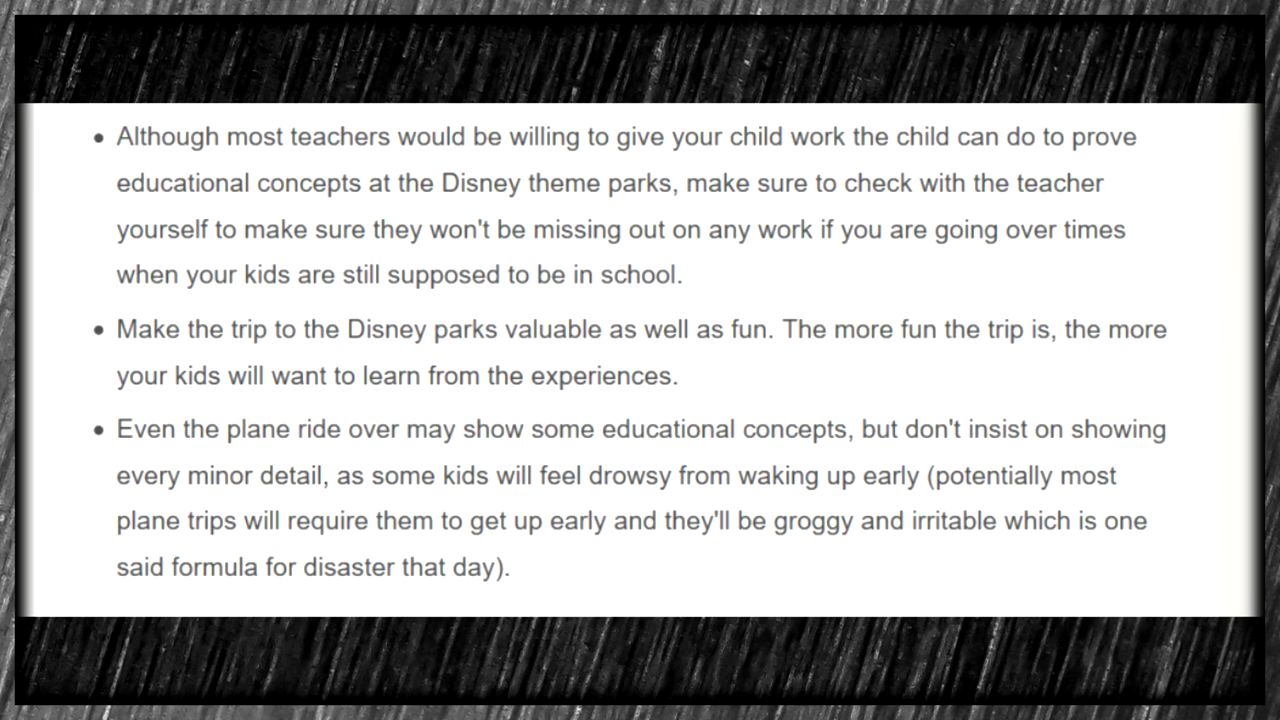 • Although most teachers would be willing to give your child work the child can do to prove
educational concepts at the Disney theme parks, make sure to check with the teacher
yourself to make sure they won't be missing out on any work if you are going over times
when your kids are still supposed to be in school.
• Make the trip to the Disney parks valuable as well as fun. The more fun the trip is, the more
your kids will want to learn from the experiences.
• Even the plane ride over may show some educational concepts, but don't insist on showing
every minor detail, as some kids will feel drowsy from waking up early (potentially most
plane trips will require them to get up early and they'll be groggy and irritable which is one
said formula for disaster that day).